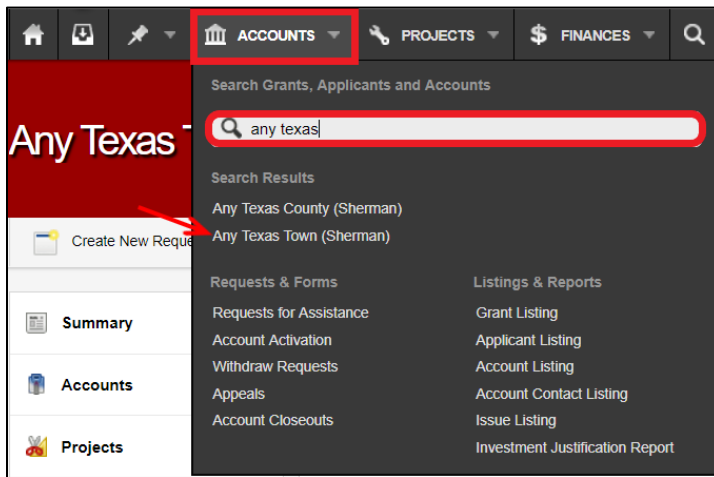 ACCOUNTS PROJECTS $ FINANCES
Search Grants, Applicants and Accounts
any texas
Any Texas T
Search Results
Any Texas County (Sherman)
Any Texas Town (Sherman)
Create New Reque
Requests & Forms
Requests for Assistance
Account Activation
Withdraw Requests
Appeals
Account Closeouts
Listings & Reports
Grant Listing
Applicant Listing
Account Listing
Account Contact Listing
Issue Listing
Investment Justification Report
Summary
Accounts
Projects